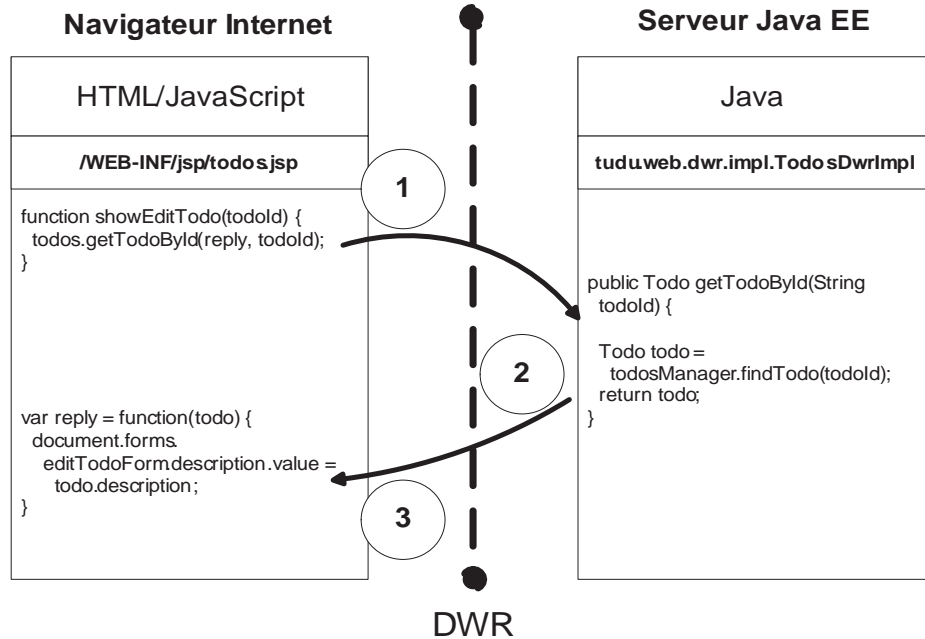 Navigateur Internet
Serveur Java EE
HTML/JavaScript
/WEB-INF/jsp/todos.jsp
function showEditTodo(todoId) {
todos.getTodoById(reply, todoId);
}
var reply = function(todo) {
document.forms.
editTodoForm.description.value =
todo.description;
}
1
2
3
Java
tudu.web.dwr.impl.TodosDwrImpl
public Todo getTodoById(String
todoId) {
Todo todo =
todosManager.findTodo(todoId);
return todo;
}
DWR